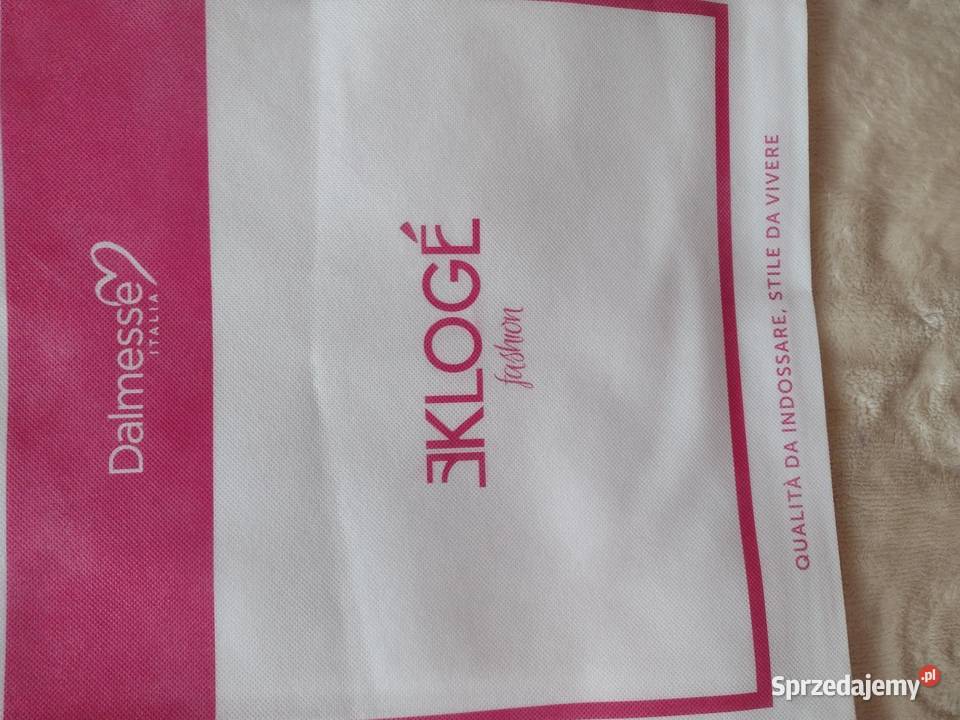 Dalmesse
ITALIA
EKLOGÉ
fashion
QUALITÀ DA INDOSSARE, STILE DA VIVERE
Sprzedajemy.pl